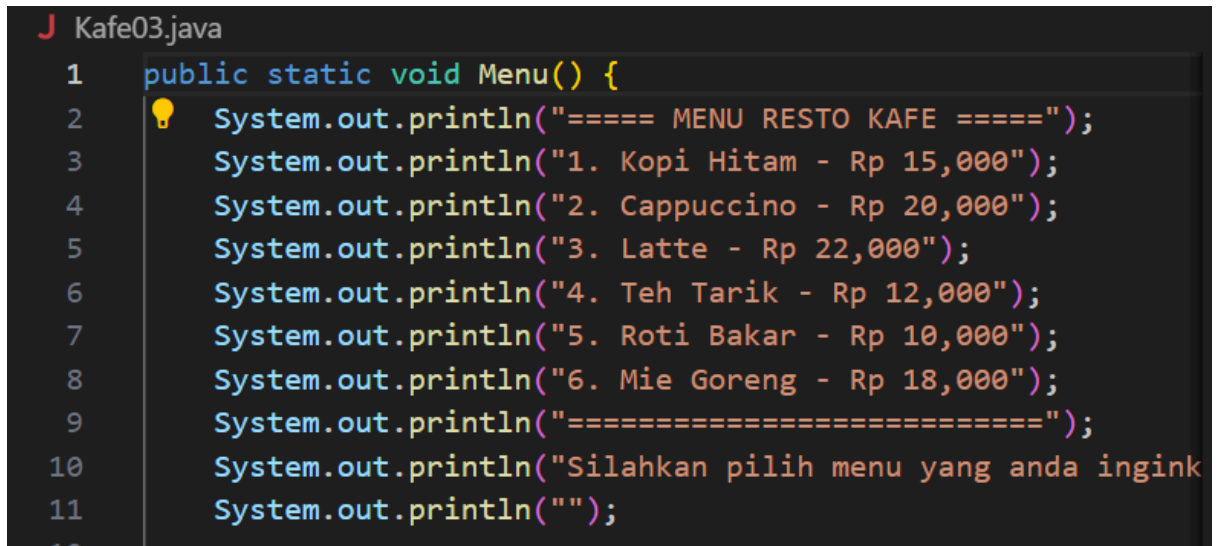 J Kafe03.java
1 public static void Menu() {
2 System.out.println("===== MENU RESTO KAFE =====");
3 System.out.println("1. Kopi Hitam - Rp 15,000");
4 System.out.println("2. Cappuccino - Rp 20,000");
5 System.out.println("3. Latte - Rp 22,000");
6 System.out.println("4. Teh Tarik - Rp 12,000");
7 System.out.println("5. Roti Bakar - Rp 10,000");
8 System.out.println("6. Mie Goreng - Rp 18,000");
9 System.out.println("===========================");
10 System.out.println("Silahkan pilih menu yang anda ingink
11 System.out.println("");